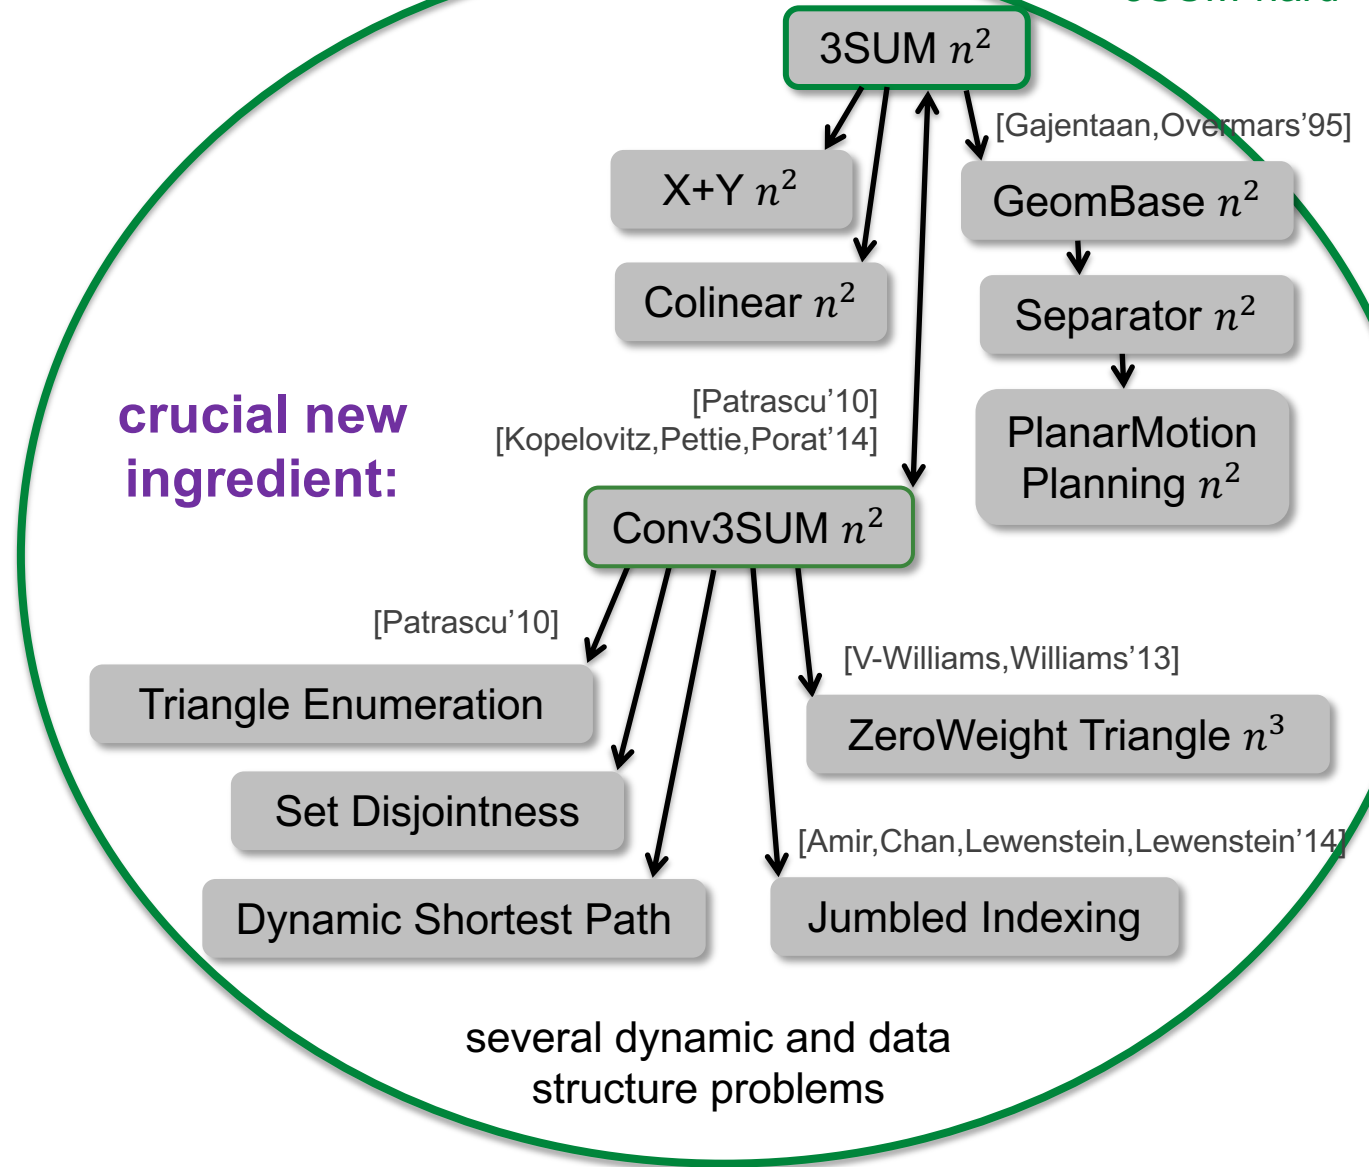 3SUM n²
[Gajentaan,Overmars'95]
X+Y n²
GeomBase n²
Colinear n²
Separator n²
crucial new
ingredient:
[Patrascu'10]
[Kopelovitz,Pettie,Porat'14]
PlanarMotion
Planning n²
Conv3SUM n²
[Patrascu'10]
[V-Williams,Williams'13]
Triangle Enumeration
ZeroWeight Triangle n³
Set Disjointness
[Amir,Chan,Lewenstein,Lewenstein'14]
Dynamic Shortest Path
Jumbled Indexing
several dynamic and data
structure problems